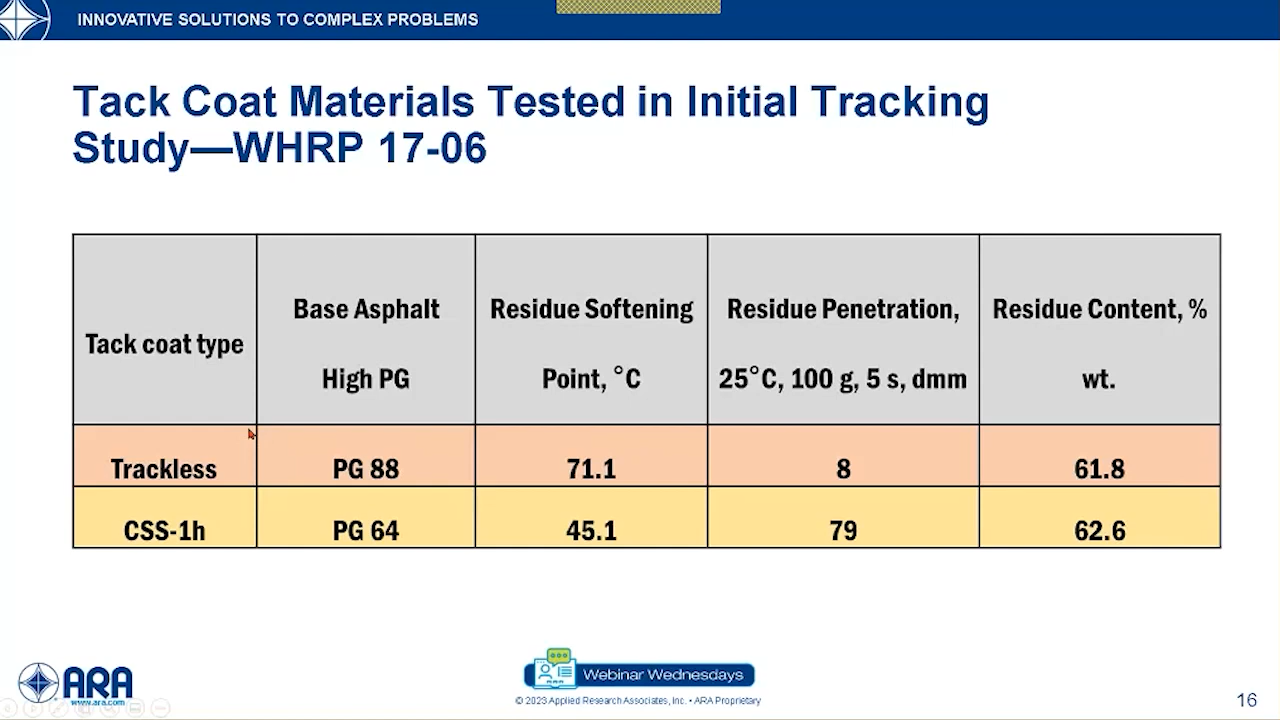 INNOVATIVE SOLUTIONS TO COMPLEX PROBLEMS
Tack Coat Materials Tested in Initial Tracking
Study—WHRP 17-06
Tack coat type
Base Asphalt
High PG
Residue Softening
Point, °C
Residue Penetration,
25°C, 100 g, 5 s, dmm
Residue Content, %
wt.
Trackless PG 88 71.1 8 61.8
CSS-1h PG 64 45.1 79 62.6
ARA
www.ara.com
Webinar Wednesdays
© 2023 Applied Research Associates, Inc. • ARA Proprietary
16